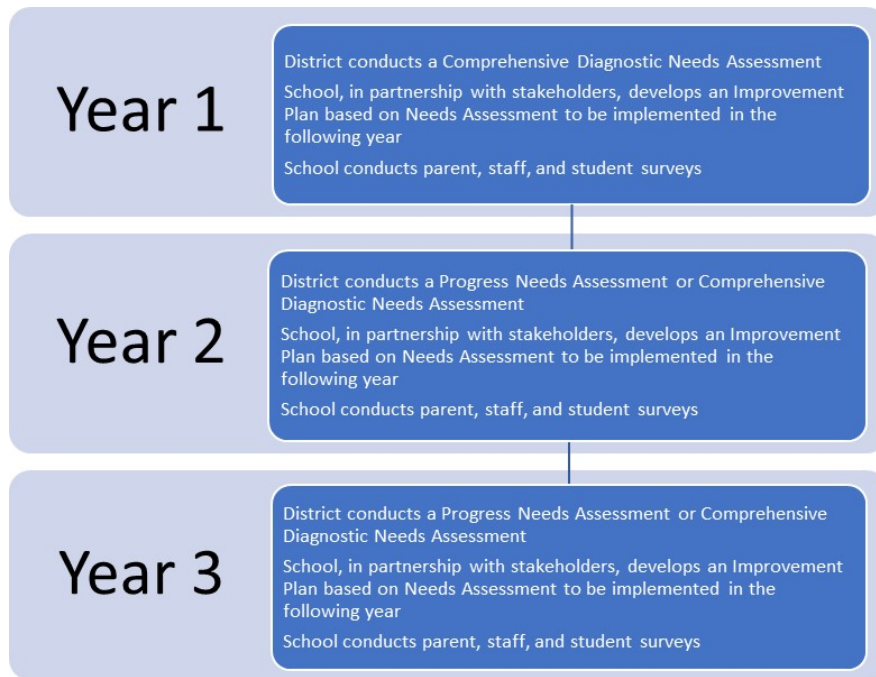 Year 1
District conducts a Comprehensive Diagnostic Needs Assessment
School, in partnership with stakeholders, develops an Improvement
Plan based on Needs Assessment to be implemented in the
following year
School conducts parent, staff, and student surveys
Year 2
District conducts a Progress Needs Assessment or Comprehensive
Diagnostic Needs Assessment
School, in partnership with stakeholders, develops an Improvement
Plan based on Needs Assessment to be implemented in the
following year
School conducts parent, staff, and student surveys
Year 3
District conducts a Progress Needs Assessment or Comprehensive
Diagnostic Needs Assessment
School, in partnership with stakeholders, develops an Improvement
Plan based on Needs Assessment to be implemented in the
following year
School conducts parent, staff, and student surveys